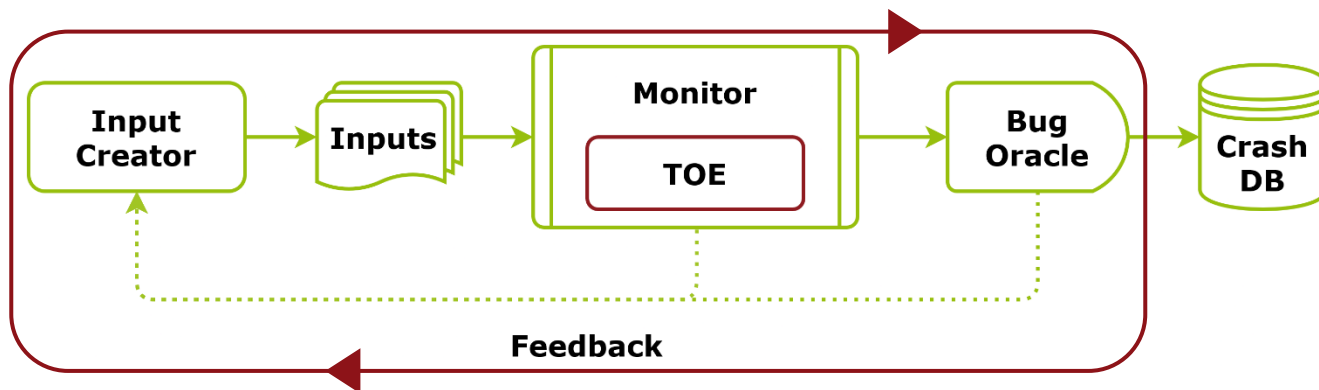 Input
Creator
Inputs
Monitor
TOE
Bug
Oracle
Crash
DB
Feedback